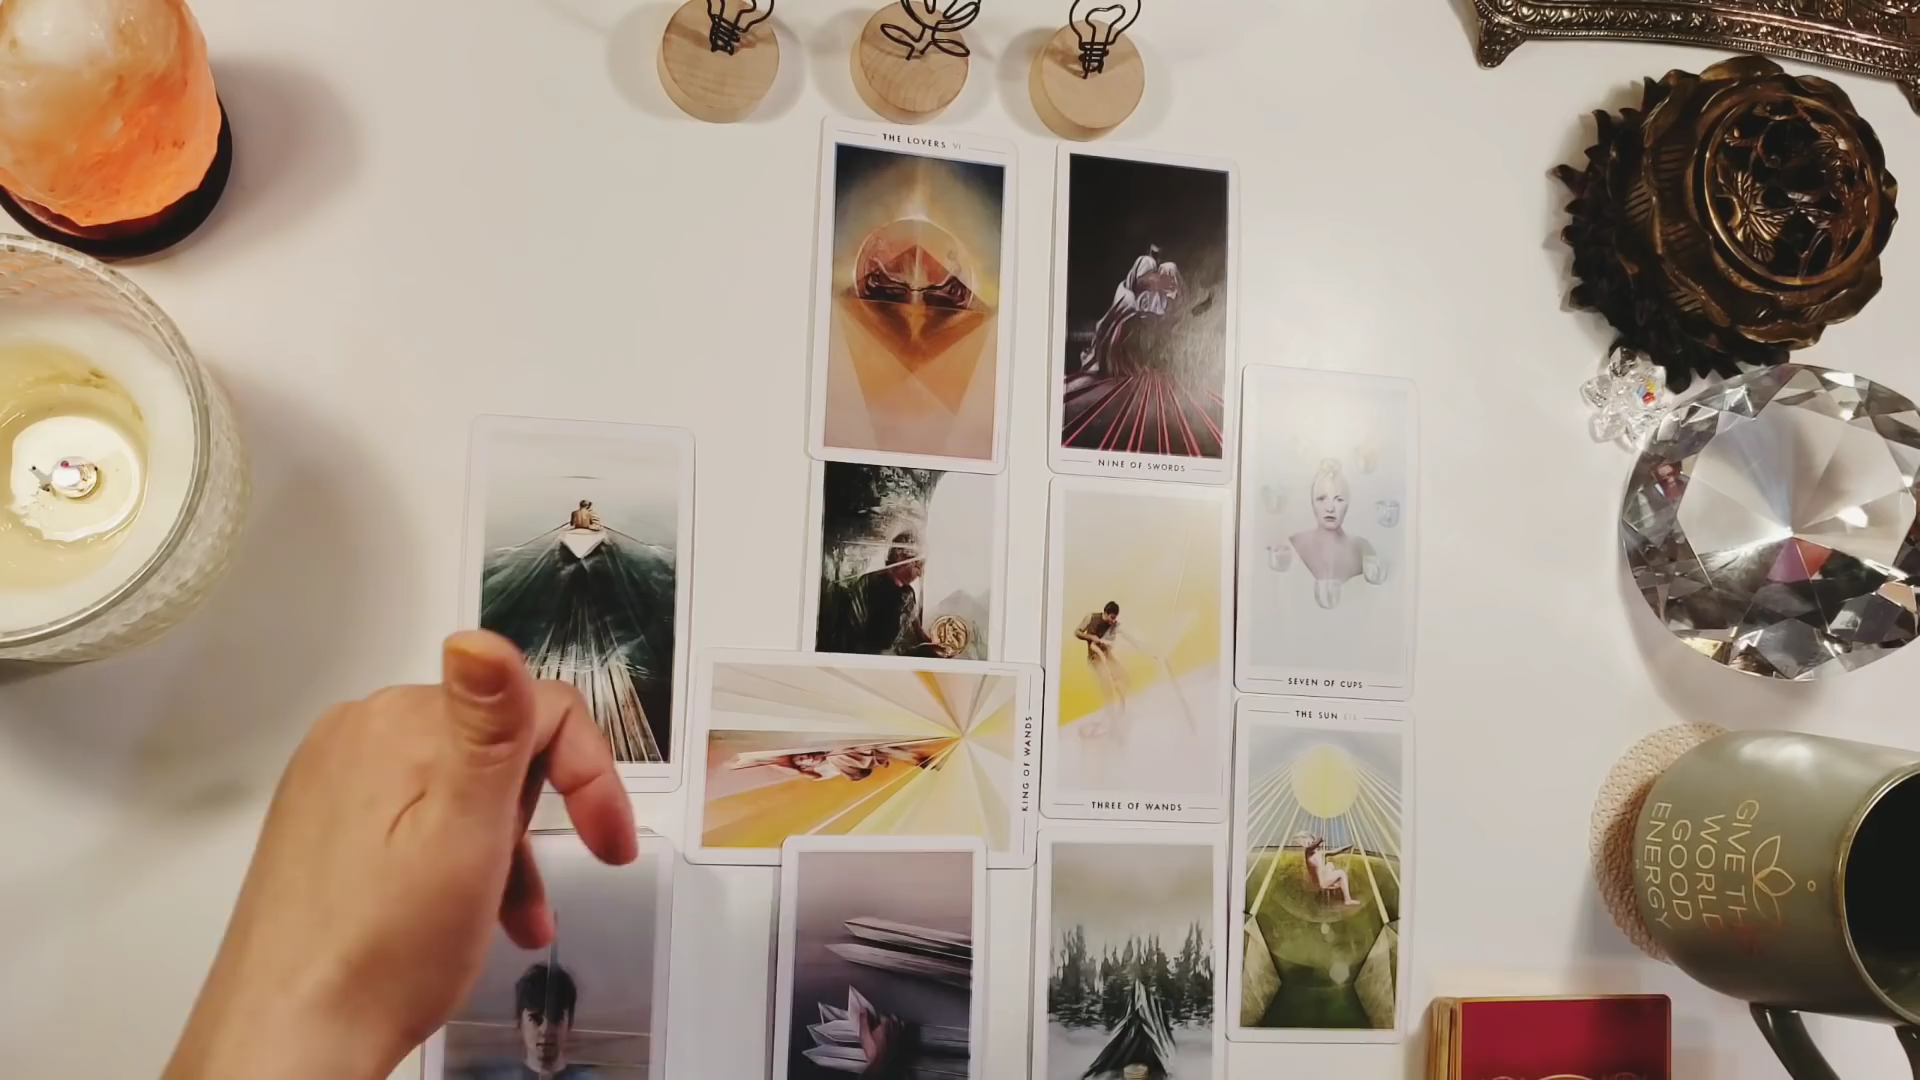 THE LOVERS VI
NINE OF SWORDS
SEVEN OF CUPS
THE SUN
KING OF WANDS
THREE OF WANDS
GIVE THE
WORLD
GOOD
ENERGY